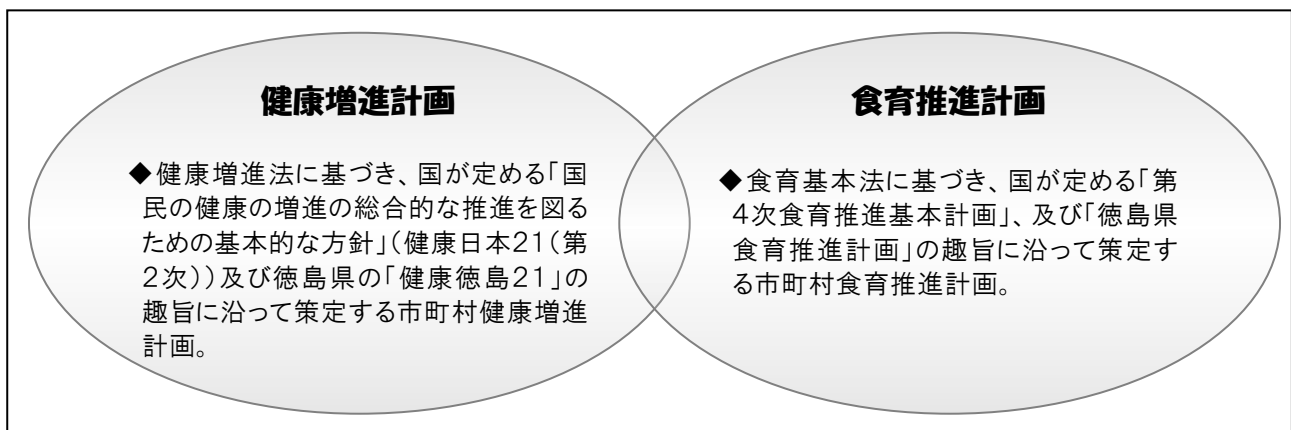 健康増進計画
◆健康増進法に基づき、国が定める「国
民の健康の増進の総合的な推進を図る
ための基本的な方針」(健康日本21(第
2次))及び徳島県の「健康徳島21」の
趣旨に沿って策定する市町村健康増進
計画。
食育推進計画
◆食育基本法に基づき、国が定める「第
4次食育推進基本計画」、及び「徳島県
食育推進計画」の趣旨に沿って策定す
る市町村食育推進計画。